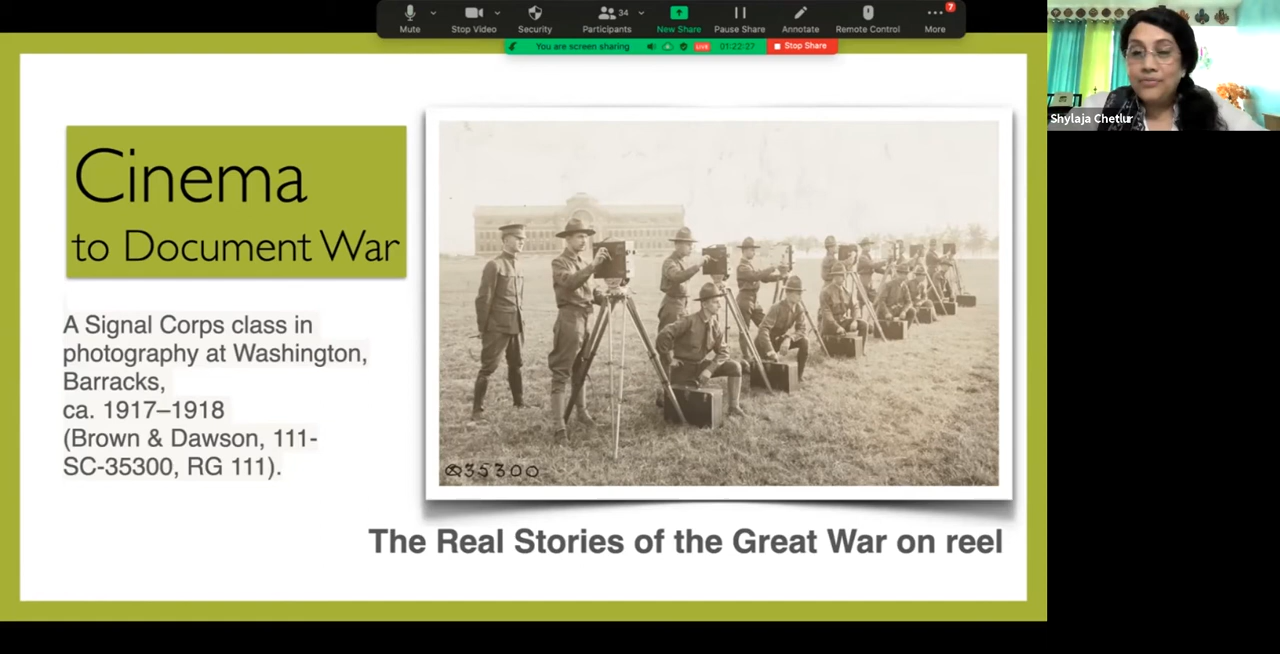 34
7
Mute
Stop Video
Security
Participants
New Share
Pause Share
Annotate
Remote Control
More
You are screen sharing
LIVE
01:22:27
Stop Share
Shylaja Chetlur
Cinema
to Document War
A Signal Corps class in
photography at Washington,
Barracks,
ca. 1917–1918
(Brown & Dawson, 111-
SC-35300, RG 111).
35300
The Real Stories of the Great War on reel